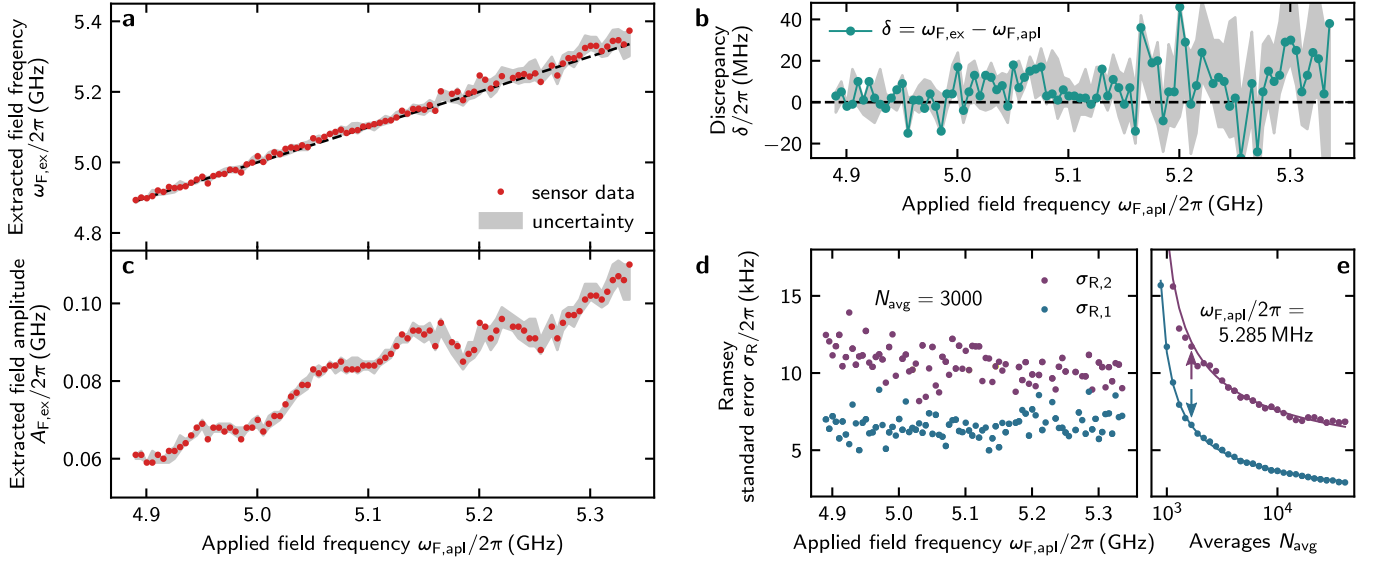 a
5.4
5.2
5.0
4.8
Extracted field freqency
ω_F,ex/2π (GHz)
sensor data
uncertainty
c
0.10
0.08
0.06
Extracted field amplitude
A_F,ex/2π (GHz)
4.9 5.0 5.1 5.2 5.3
Applied field frequency ω_F,apl/2π (GHz)
b
40
20
0
−20
Discrepancy
δ/2π (MHz)
δ = ω_F,ex − ω_F,apl
4.9 5.0 5.1 5.2 5.3
Applied field frequency ω_F,apl/2π (GHz)
d
15
10
5
Ramsey
standard error σ_R/2π (kHz)
N_avg = 3000
σ_R,2
σ_R,1
4.9 5.0 5.1 5.2 5.3
Applied field frequency ω_F,apl/2π (GHz)
e
ω_F,apl/2π =
5.285 MHz
10³ 10⁴
Averages N_avg